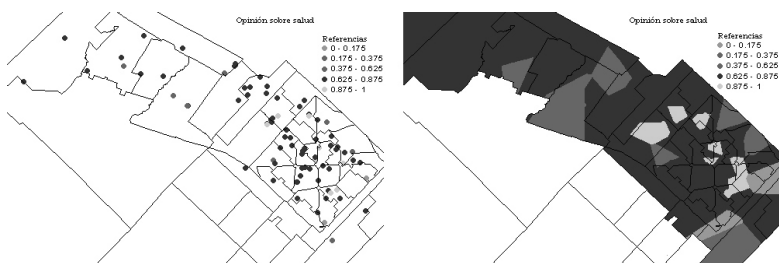 Opinión sobre salud
Referencias
0 - 0.175
0.175 - 0.375
0.375 - 0.625
0.625 - 0.875
0.875 - 1
Opinión sobre salud
Referencias
0 - 0.175
0.175 - 0.375
0.375 - 0.625
0.625 - 0.875
0.875 - 1